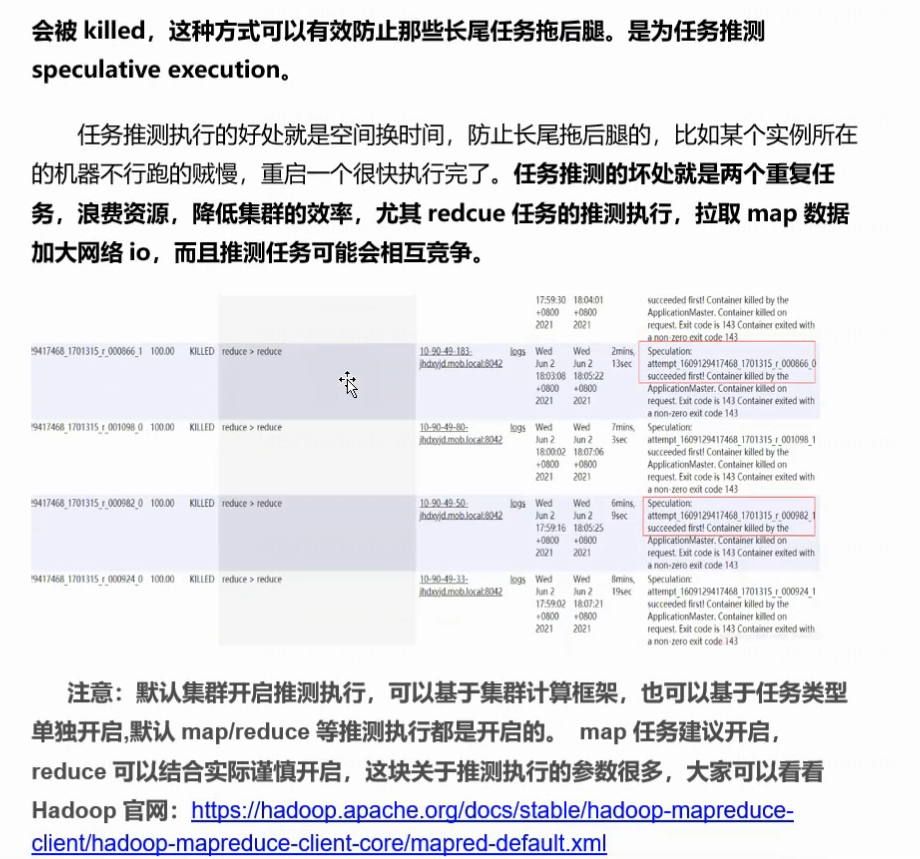 会被 killed，这种方式可以有效防止那些长尾任务拖后腿。是为任务推测
speculative execution。
任务推测执行的好处就是空间换时间，防止长尾拖后腿的，比如某个实例所在
的机器不行跑的贼慢，重启一个很快执行完了。任务推测的坏处就是两个重复任
务，浪费资源，降低集群的效率，尤其 redcue 任务的推测执行，拉取 map 数据
加大网络 io，而且推测任务可能会相互竞争。
17:59:30 18:04:01 succeeded first! Container killed by the
+0800 +0800 ApplicationMaster. Container killed on
2021 2021 request. Exit code is 143 Container exited with
a non-zero exit code 143
!9417468_1701315_r_000866_1 100.00 KILLED reduce > reduce 10-90-49-183- logs Wed Wed 2mins, Speculation:
jhdxyjd.mob.local:8042 Jun 2 Jun 2 13sec attempt_1609129417468_1701315_r_000866_0
18:03:08 18:05:22 succeeded first! Container killed by the
+0800 +0800 ApplicationMaster. Container killed on
2021 2021 request. Exit code is 143 Container exited with
a non-zero exit code 143
!9417468_1701315_r_001098_0 100.00 KILLED reduce > reduce 10-90-49-80- logs Wed Wed 7mins, Speculation:
jhdxyjd.mob.local:8042 Jun 2 Jun 2 3sec attempt_1609129417468_1701315_r_001098_1
18:00:02 18:07:06 succeeded first! Container killed by the
+0800 +0800 ApplicationMaster. Container killed on
2021 2021 request. Exit code is 143 Container exited with
a non-zero exit code 143
!9417468_1701315_r_000982_0 100.00 KILLED reduce > reduce 10-90-49-50- logs Wed Wed 6mins, Speculation:
jhdxyjd.mob.local:8042 Jun 2 Jun 2 9sec attempt_1609129417468_1701315_r_000982_1
17:59:16 18:05:25 succeeded first! Container killed by the
+0800 +0800 ApplicationMaster. Container killed on
2021 2021 request. Exit code is 143 Container exited with
a non-zero exit code 143
!9417468_1701315_r_000924_0 100.00 KILLED reduce > reduce 10-90-49-33- logs Wed Wed 8mins, Speculation:
jhdxyjd.mob.local:8042 Jun 2 Jun 2 19sec attempt_1609129417468_1701315_r_000924_1
17:59:02 18:07:21 succeeded first! Container killed by the
+0800 +0800 ApplicationMaster. Container killed on
2021 2021 request. Exit code is 143 Container exited with
a non-zero exit code 143
注意：默认集群开启推测执行，可以基于集群计算框架，也可以基于任务类型
单独开启,默认 map/reduce 等推测执行都是开启的。 map 任务建议开启，
reduce 可以结合实际谨慎开启，这块关于推测执行的参数很多，大家可以看看
Hadoop 官网：https://hadoop.apache.org/docs/stable/hadoop-mapreduce-
client/hadoop-mapreduce-client-core/mapred-default.xml